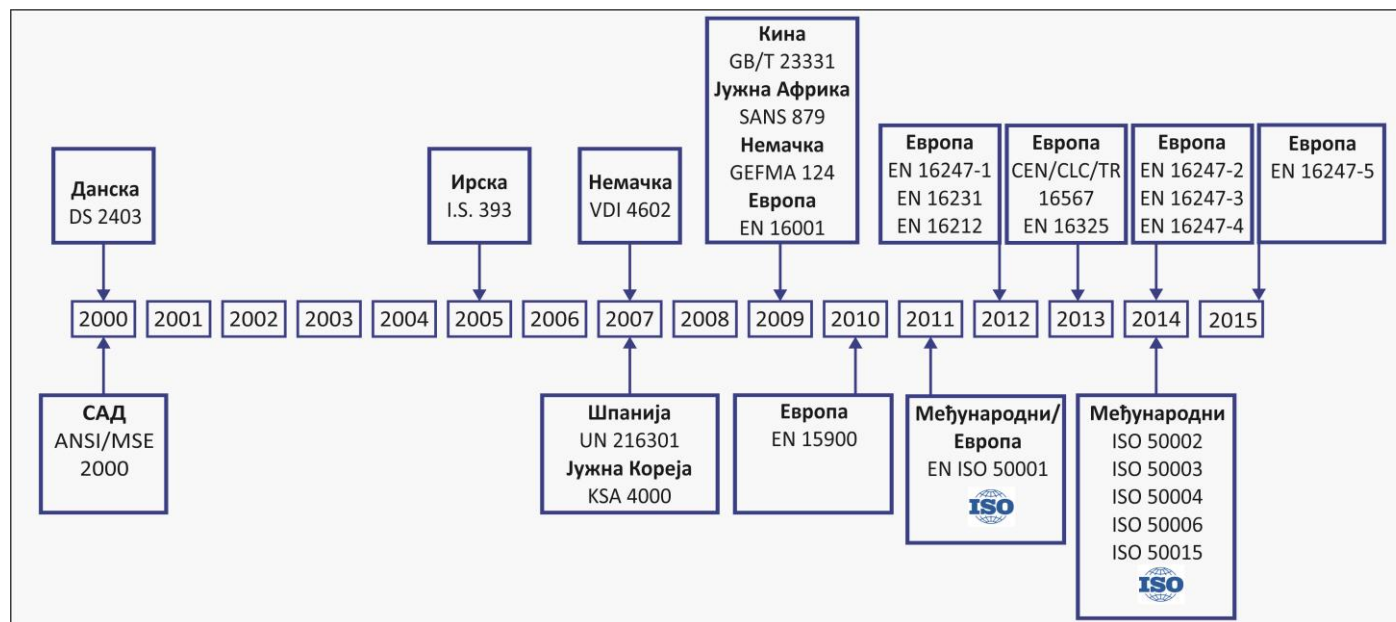 Кина
GB/T 23331
Јужна Африка
SANS 879
Немачка
GEFMA 124
Европа
EN 16001
Данска
DS 2403
Ирска
I.S. 393
Немачка
VDI 4602
Европа
EN 16247-1
EN 16231
EN 16212
Европа
CEN/CLC/TR
16567
EN 16325
Европа
EN 16247-2
EN 16247-3
EN 16247-4
Европа
EN 16247-5
2000 2001 2002 2003 2004 2005 2006 2007 2008 2009 2010 2011 2012 2013 2014 2015
САД
ANSI/MSE
2000
Шпанија
UN 216301
Јужна Кореја
KSA 4000
Европа
EN 15900
Међународни/
Европа
EN ISO 50001
ISO
Међународни
ISO 50002
ISO 50003
ISO 50004
ISO 50006
ISO 50015
ISO